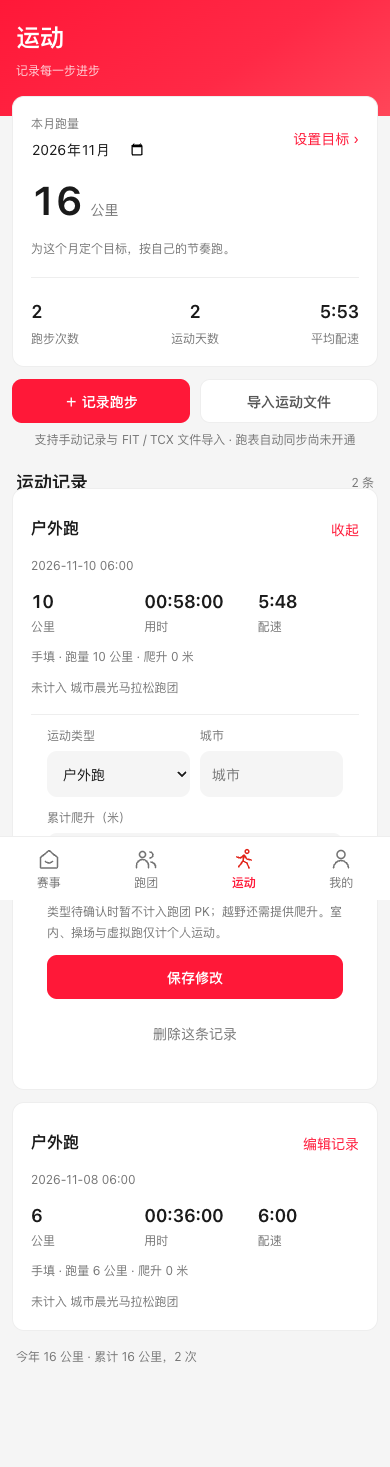 运动
记录每一步进步
本月跑量
2026年11月
设置目标 ›
16 公里
为这个月定个目标，按自己的节奏跑。
2 2 5:53
跑步次数 运动天数 平均配速
＋ 记录跑步 导入运动文件
支持手动记录与 FIT / TCX 文件导入 · 跑表自动同步尚未开通
运动记录 2 条
户外跑 收起
2026-11-10 06:00
10 00:58:00 5:48
公里 用时 配速
手填 · 跑量 10 公里 · 爬升 0 米
未计入 城市晨光马拉松跑团
运动类型 城市
户外跑 城市
累计爬升（米）
赛事 跑团 运动 我的
类型待确认时暂不计入跑团 PK；越野还需提供爬升。室
内、操场与虚拟跑仅计个人运动。
保存修改
删除这条记录
户外跑 编辑记录
2026-11-08 06:00
6 00:36:00 6:00
公里 用时 配速
手填 · 跑量 6 公里 · 爬升 0 米
未计入 城市晨光马拉松跑团
今年 16 公里 · 累计 16 公里，2 次